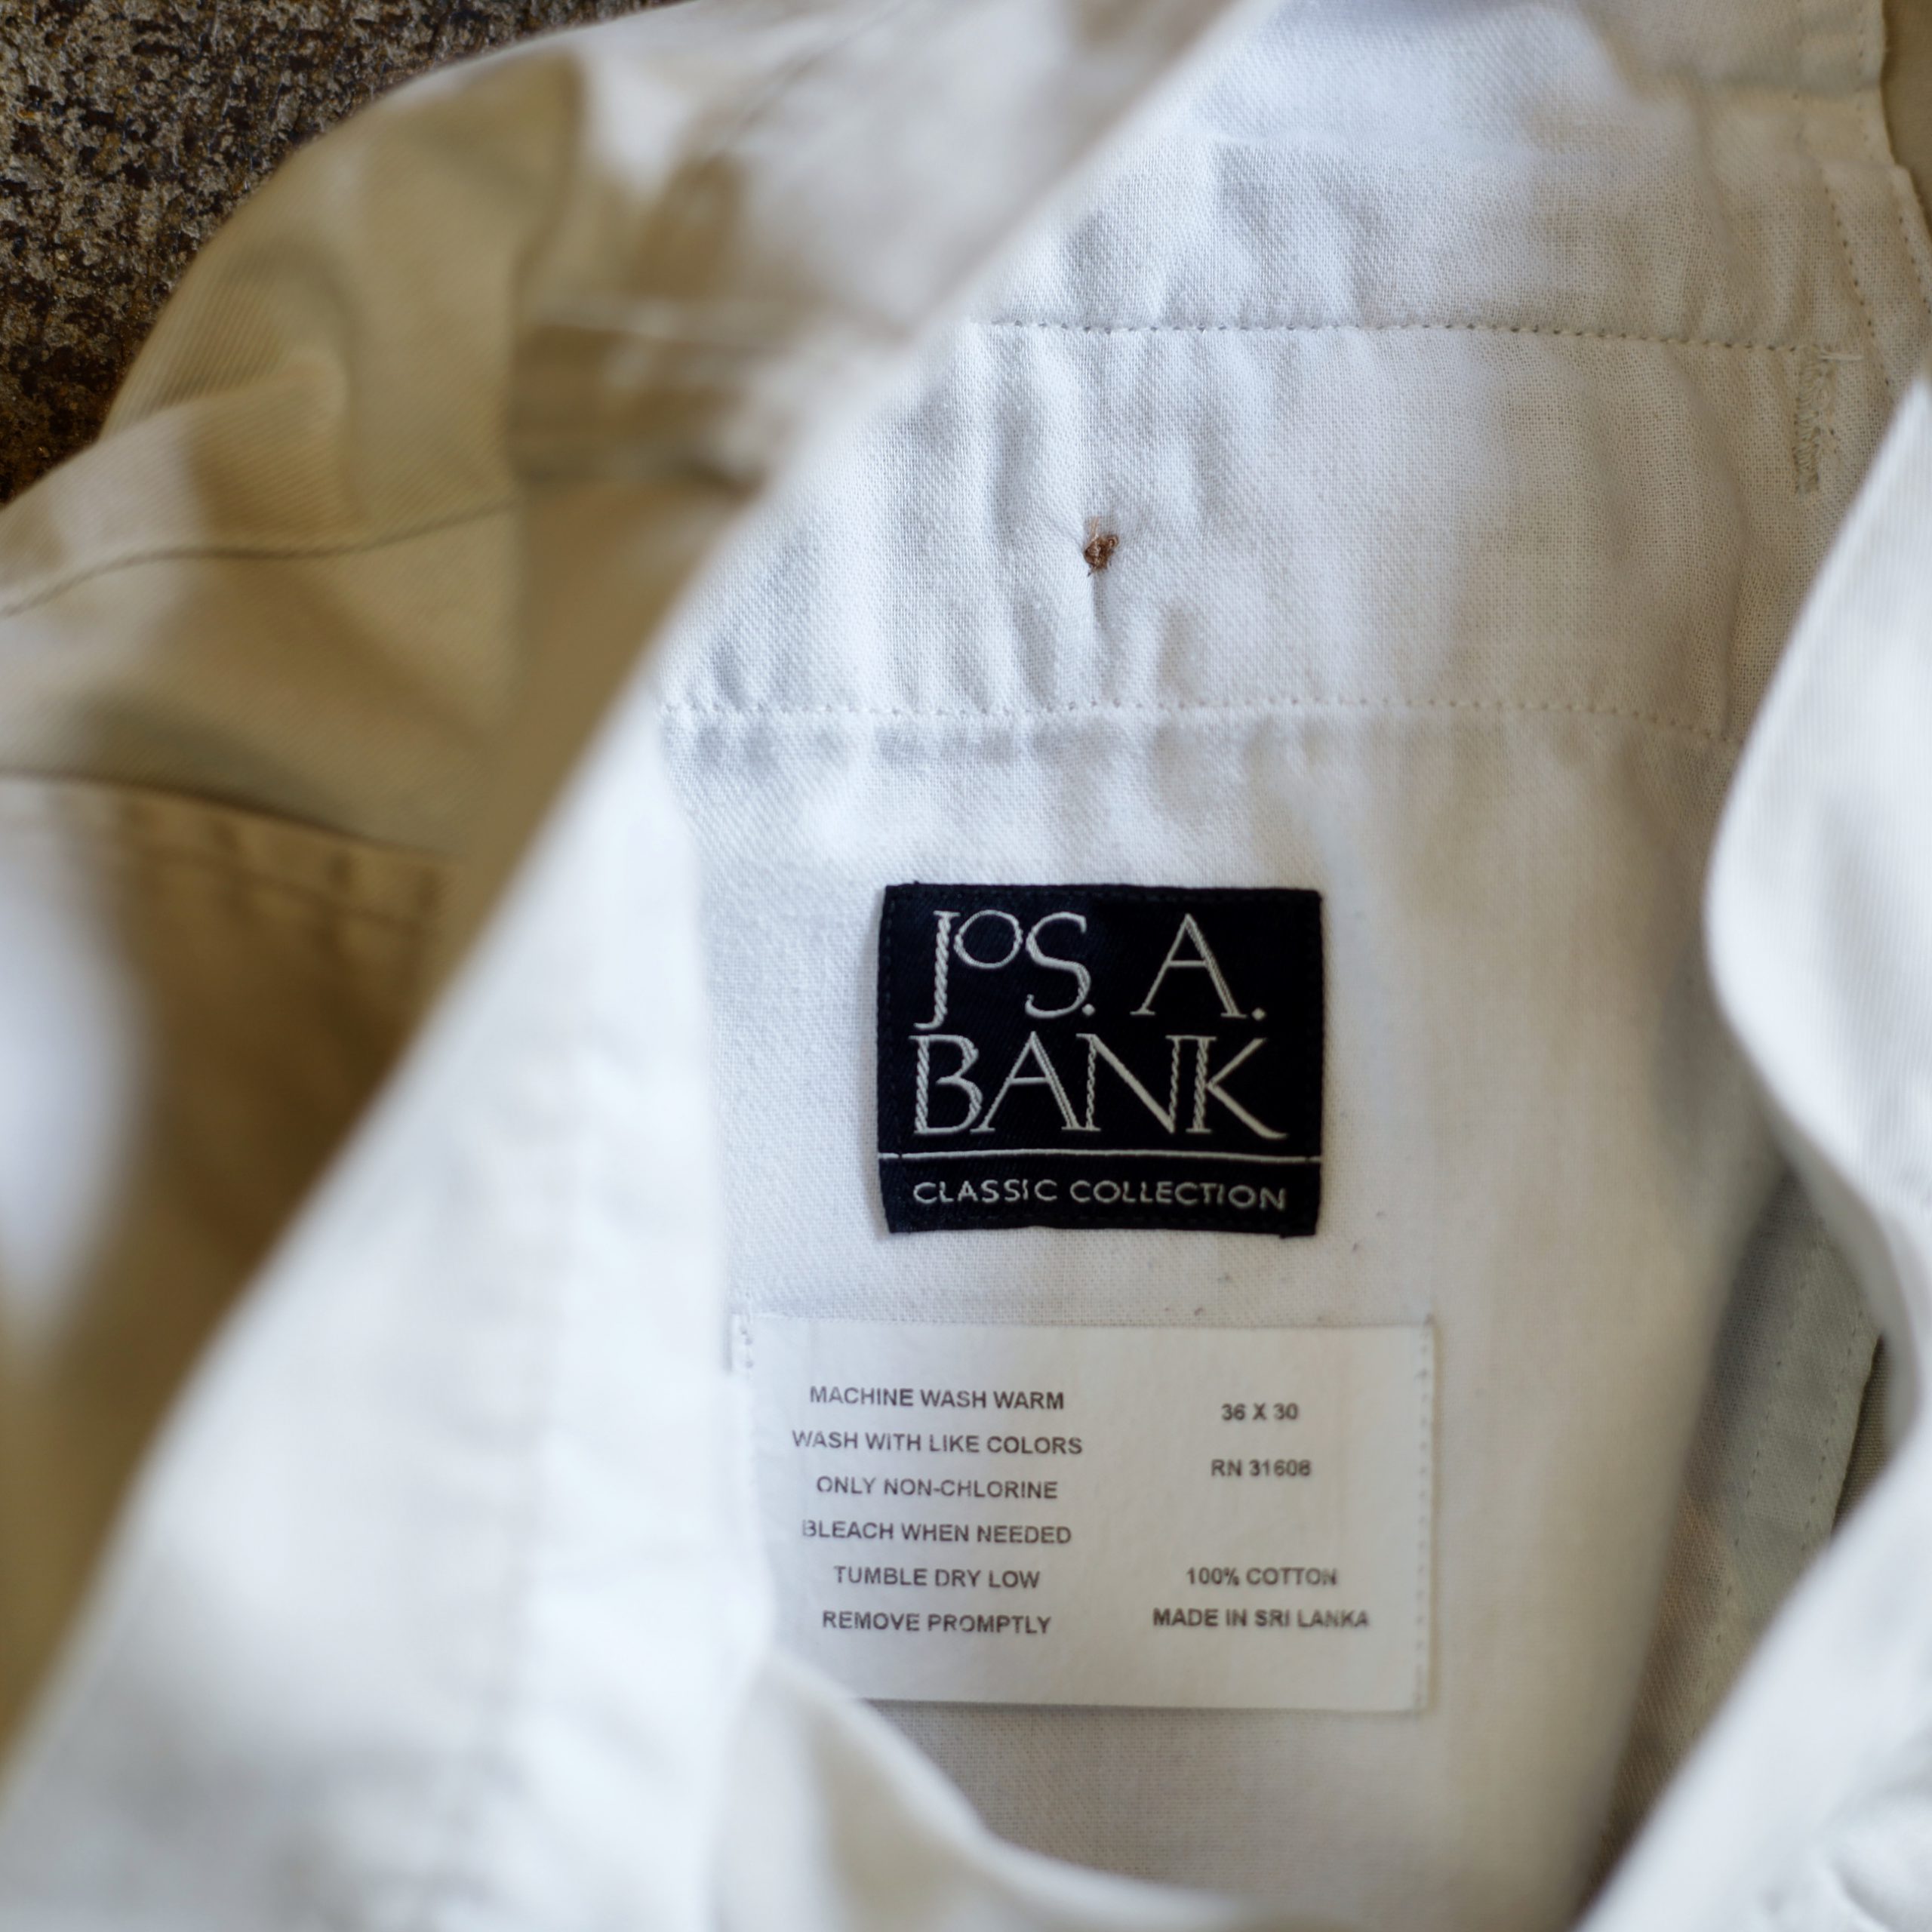 JOS. A.
BANK
CLASSIC COLLECTION
MACHINE WASH WARM
WASH WITH LIKE COLORS
ONLY NON-CHLORINE
BLEACH WHEN NEEDED
TUMBLE DRY LOW
REMOVE PROMPTLY
36 X 30
RN 31608
100% COTTON
MADE IN SRI LANKA